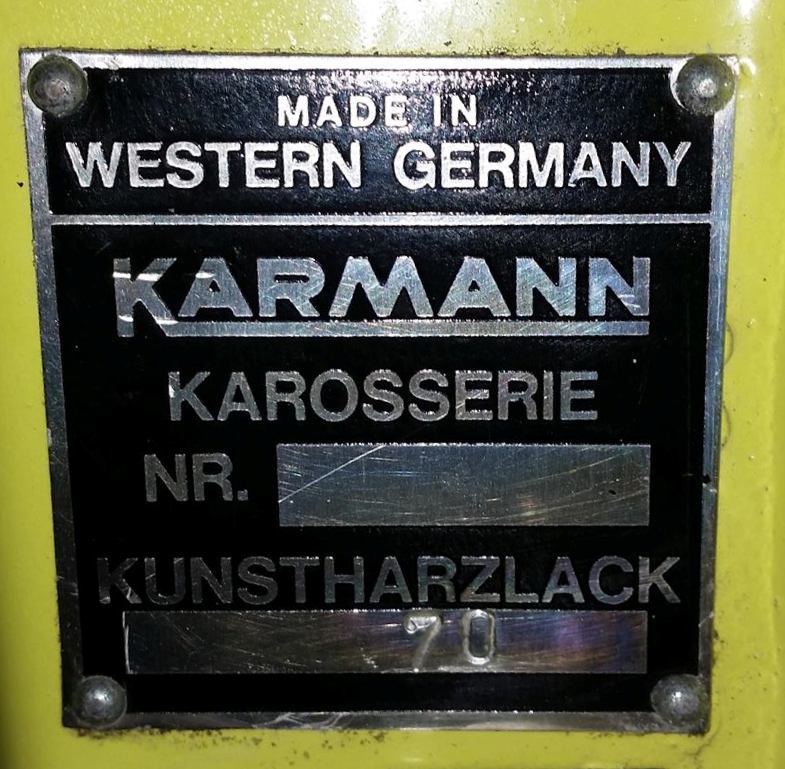 MADE IN
WESTERN GERMANY
KARMANN
KAROSSERIE
NR.
KUNSTHARZLACK
70